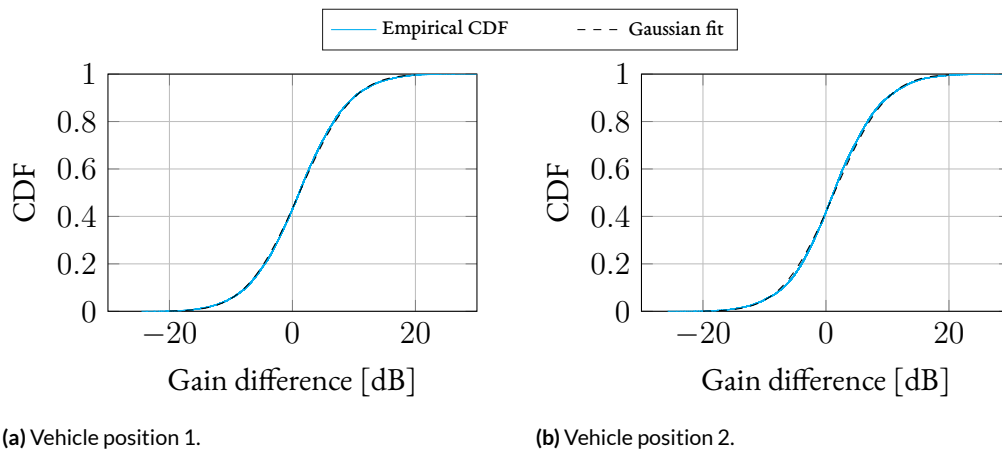 Empirical CDF
Gaussian fit
1
0.8
0.6
0.4
0.2
0
CDF
−20
0
20
Gain difference [dB]
(a) Vehicle position 1.
1
0.8
0.6
0.4
0.2
0
CDF
−20
0
20
Gain difference [dB]
(b) Vehicle position 2.